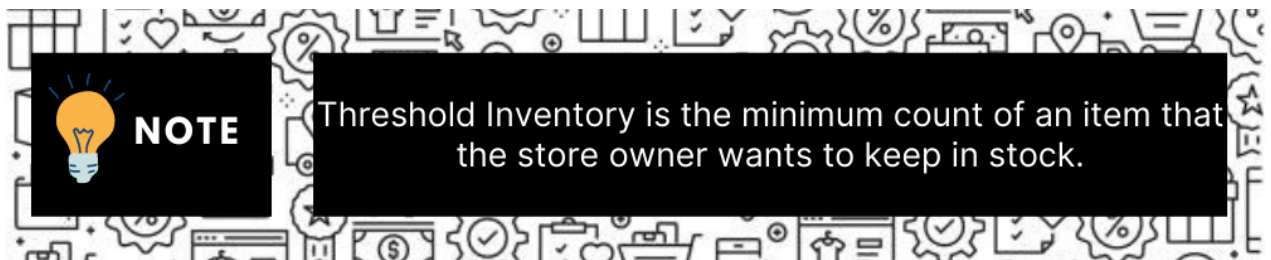 NOTE
Threshold Inventory is the minimum count of an item that
the store owner wants to keep in stock.